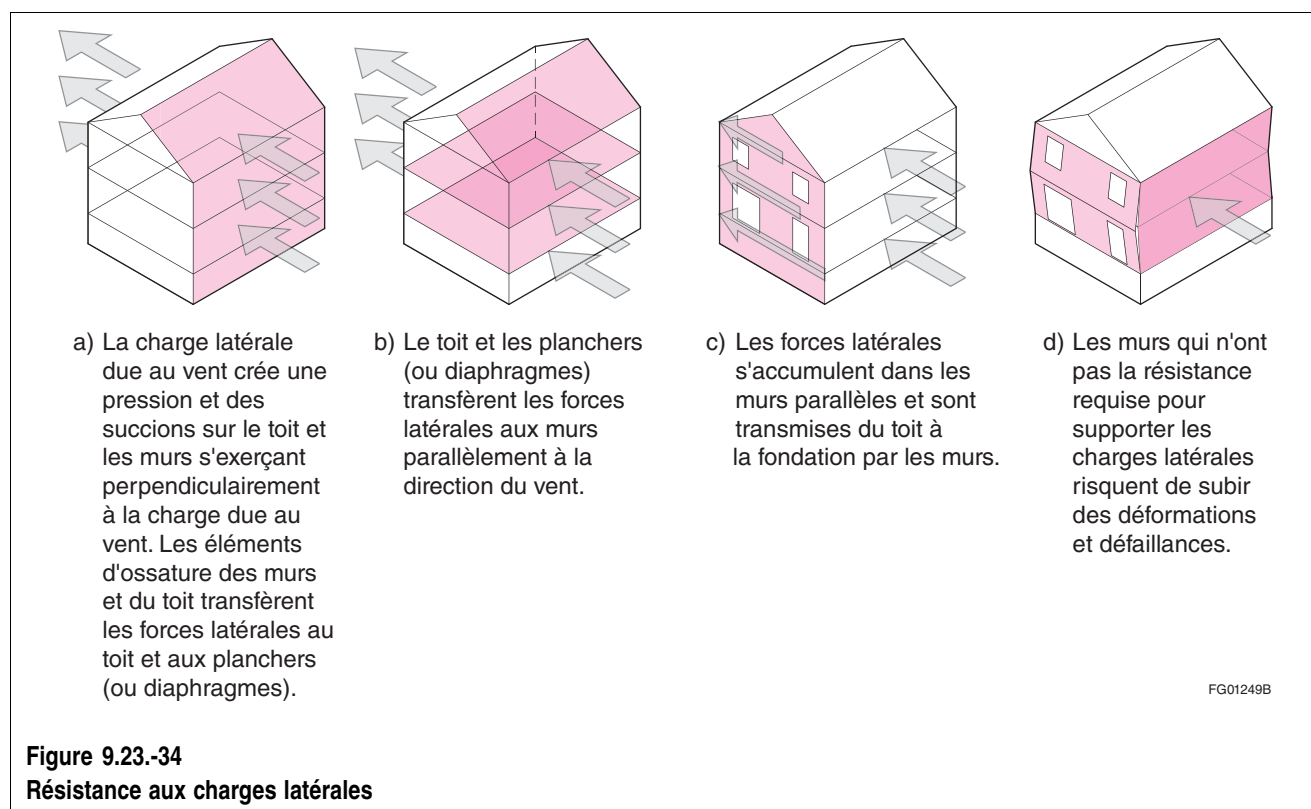 a) La charge latérale
due au vent crée une
pression et des
succions sur le toit et
les murs s'exerçant
perpendiculairement
à la charge due au
vent. Les éléments
d'ossature des murs
et du toit transfèrent
les forces latérales au
toit et aux planchers
(ou diaphragmes).
b) Le toit et les planchers
(ou diaphragmes)
transfèrent les forces
latérales aux murs
parallèlement à la
direction du vent.
c) Les forces latérales
s'accumulent dans les
murs parallèles et sont
transmises du toit à
la fondation par les murs.
d) Les murs qui n'ont
pas la résistance
requise pour
supporter les
charges latérales
risquent de subir
des déformations
et défaillances.
FG01249B
Figure 9.23.-34
Résistance aux charges latérales